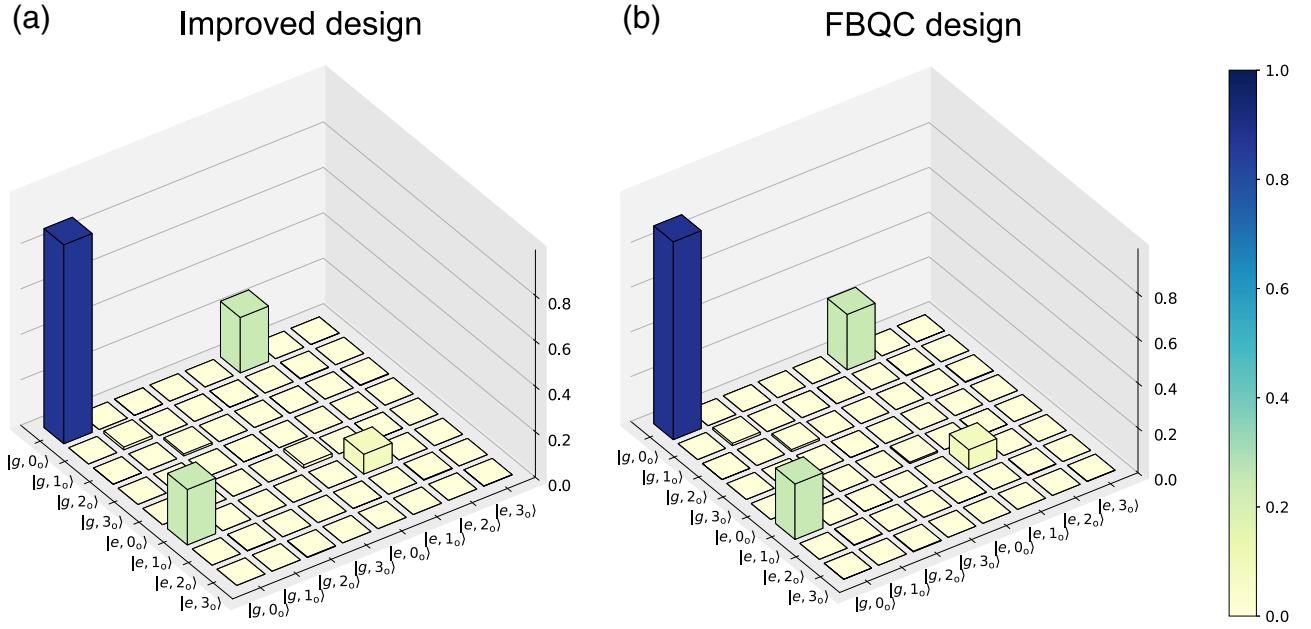 (a) Improved design
(b) FBQC design
0.8
0.6
0.4
0.2
0.0
|g, 0ₒ⟩
|g, 1ₒ⟩
|g, 2ₒ⟩
|g, 3ₒ⟩
|e, 0ₒ⟩
|e, 1ₒ⟩
|e, 2ₒ⟩
|e, 3ₒ⟩
|g, 0ₒ⟩
|g, 1ₒ⟩
|g, 2ₒ⟩
|g, 3ₒ⟩
|e, 0ₒ⟩
|e, 1ₒ⟩
|e, 2ₒ⟩
|e, 3ₒ⟩
0.8
0.6
0.4
0.2
0.0
|g, 0ₒ⟩
|g, 1ₒ⟩
|g, 2ₒ⟩
|g, 3ₒ⟩
|e, 0ₒ⟩
|e, 1ₒ⟩
|e, 2ₒ⟩
|e, 3ₒ⟩
|g, 0ₒ⟩
|g, 1ₒ⟩
|g, 2ₒ⟩
|g, 3ₒ⟩
|e, 0ₒ⟩
|e, 1ₒ⟩
|e, 2ₒ⟩
|e, 3ₒ⟩
1.0
0.8
0.6
0.4
0.2
0.0